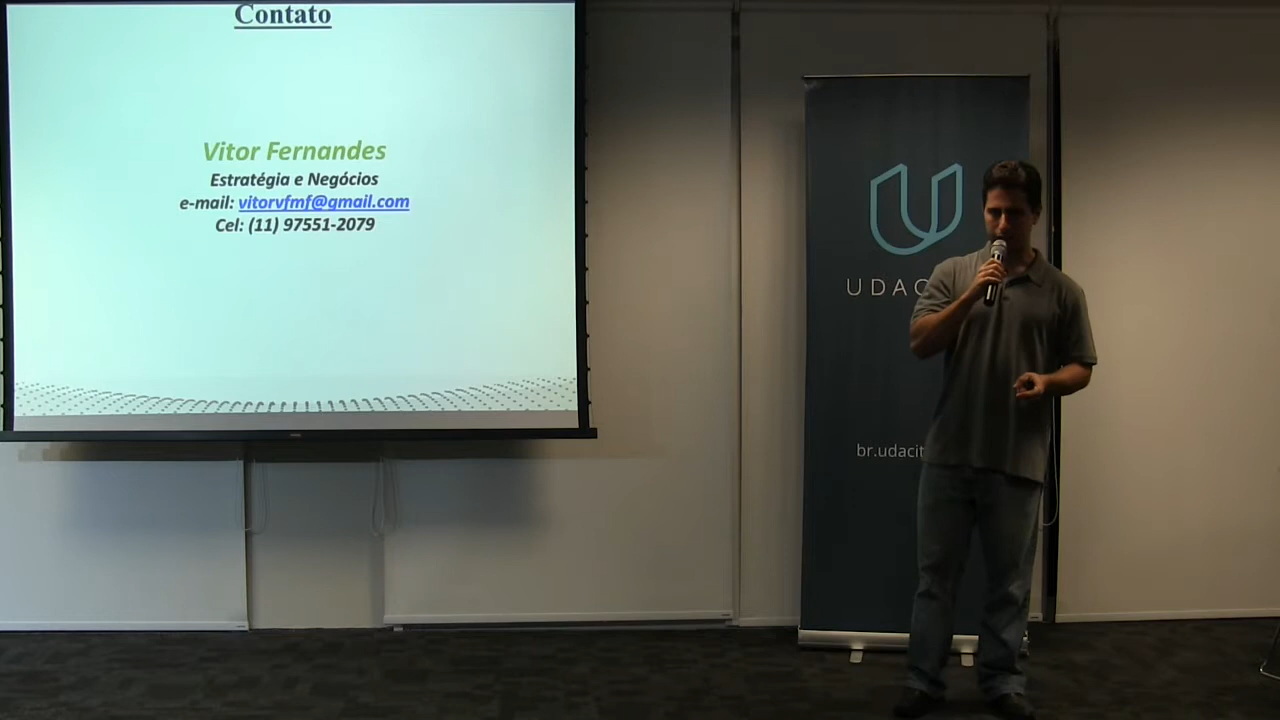 Contato
Vitor Fernandes
Estratégia e Negócios
e-mail: vitorvfmf@gmail.com
Cel: (11) 97551-2079
UDAC
br.udacit